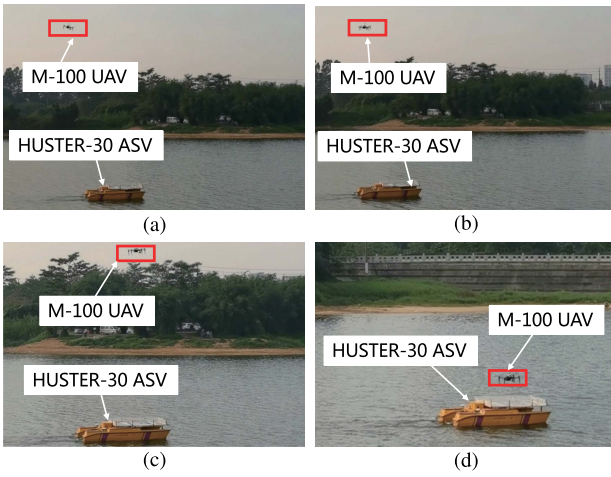 M-100 UAV
HUSTER-30 ASV
(a)
M-100 UAV
HUSTER-30 ASV
(b)
M-100 UAV
HUSTER-30 ASV
(c)
M-100 UAV
HUSTER-30 ASV
(d)